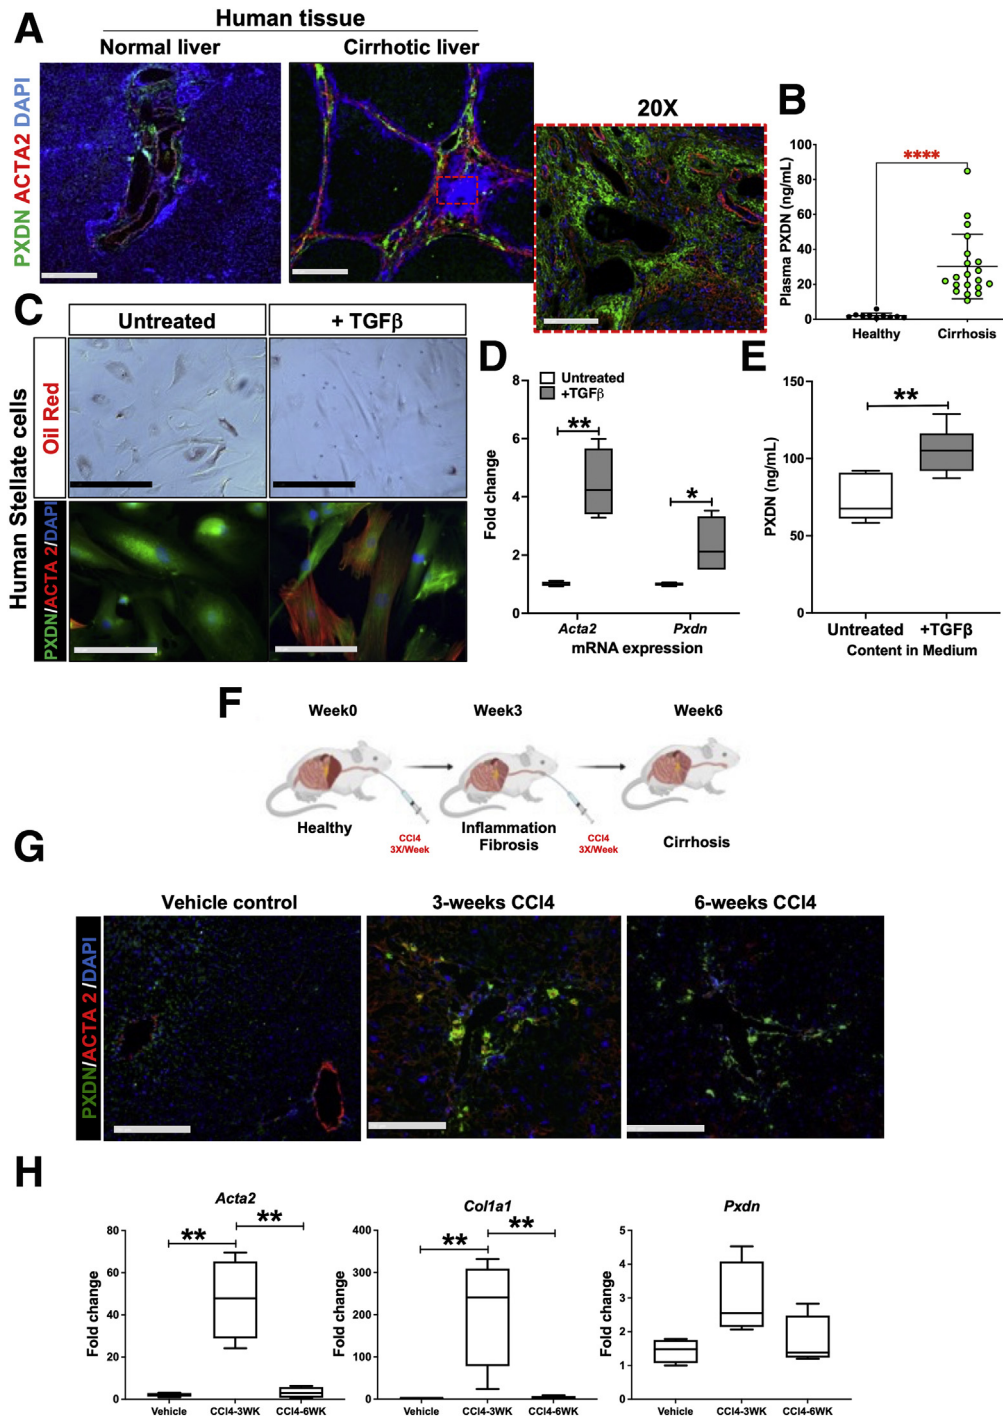 A
Human tissue
Normal liver
Cirrhotic liver
PXDN ACTA2 DAPI
20X
B
****
Plasma PXDN (ng/mL)
100
80
60
40
20
0
Healthy
Cirrhosis
C
Untreated
+ TGFβ
Human Stellate cells
Oil Red
PXDN/ACTA 2/DAPI
D
Untreated
+TGFβ
**
*
Fold change
8
6
4
2
0
Acta2
Pxdn
mRNA expression
E
**
PXDN (ng/mL)
150
100
50
0
Untreated
+TGFβ
Content in Medium
F
Week0
Week3
Week6
Healthy
CCl4
3X/Week
Inflammation
Fibrosis
CCl4
3X/Week
Cirrhosis
G
Vehicle control
3-weeks CCl4
6-weeks CCl4
PXDN/ACTA 2 /DAPI
H
Acta2
**
**
Fold change
80
60
40
20
0
Vehicle
CCl4-3WK
CCl4-6WK
Col1a1
**
**
Fold change
400
300
200
100
0
Vehicle
CCl4-3WK
CCl4-6WK
Pxdn
Fold change
5
4
3
2
1
0
Vehicle
CCl4-3WK
CCl4-6WK